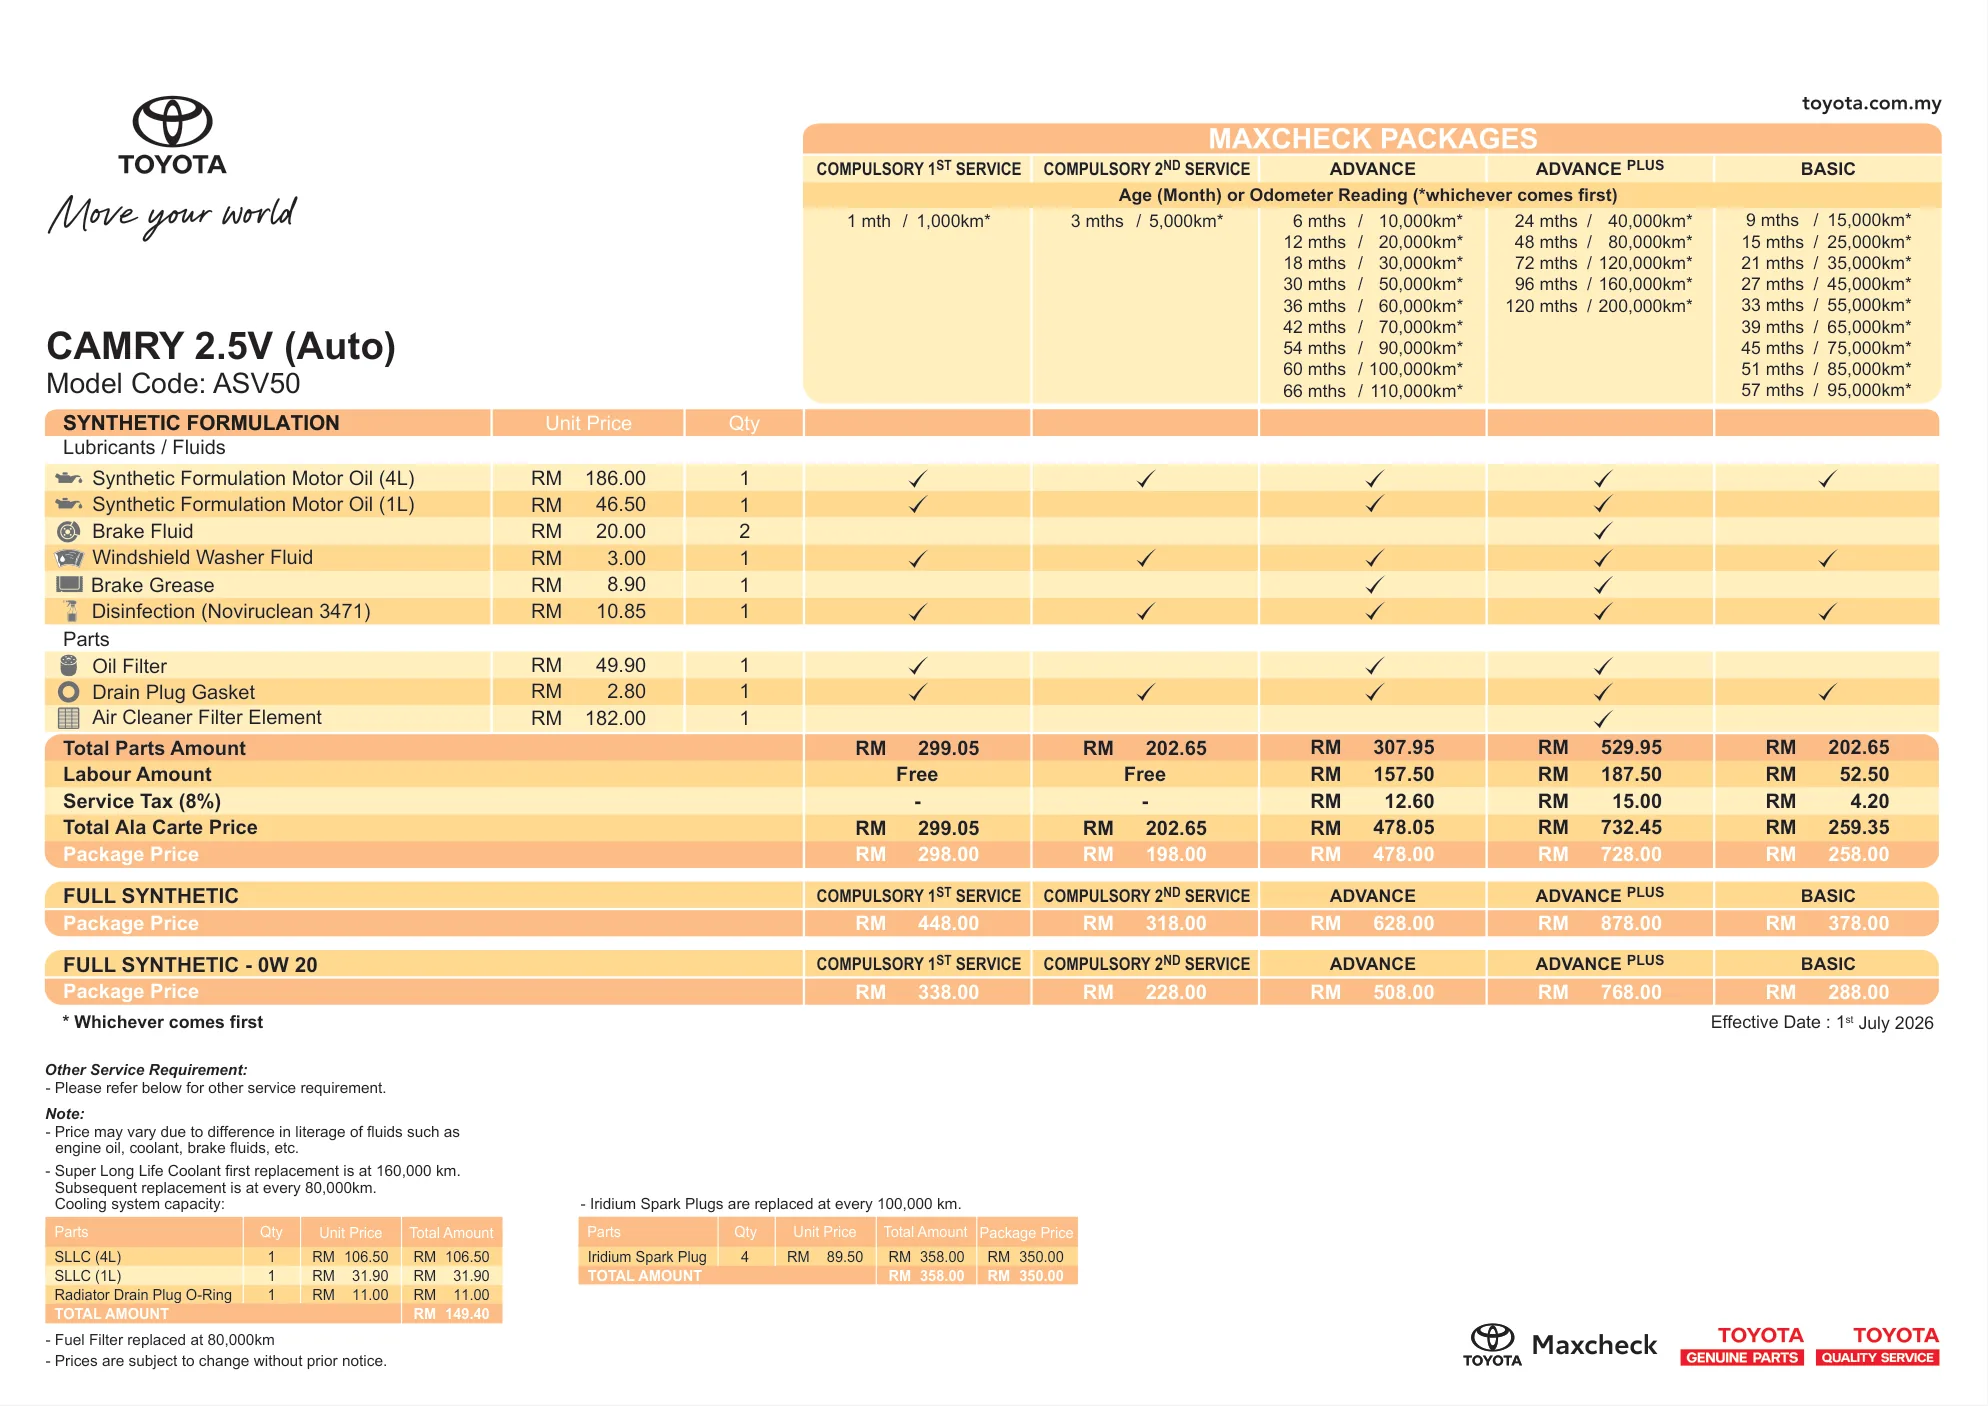 toyota.com.my
TOYOTA
Move your world
CAMRY 2.5V (Auto)
Model Code: ASV50
MAXCHECK PACKAGES
COMPULSORY 1ST SERVICE COMPULSORY 2ND SERVICE ADVANCE ADVANCE PLUS BASIC
Age (Month) or Odometer Reading (*whichever comes first)
1 mth / 1,000km* 3 mths / 5,000km* 6 mths / 10,000km* 24 mths / 40,000km* 9 mths / 15,000km*
12 mths / 20,000km* 48 mths / 80,000km* 15 mths / 25,000km*
18 mths / 30,000km* 72 mths / 120,000km* 21 mths / 35,000km*
30 mths / 50,000km* 96 mths / 160,000km* 27 mths / 45,000km*
36 mths / 60,000km* 120 mths / 200,000km* 33 mths / 55,000km*
42 mths / 70,000km* 39 mths / 65,000km*
54 mths / 90,000km* 45 mths / 75,000km*
60 mths / 100,000km* 51 mths / 85,000km*
66 mths / 110,000km* 57 mths / 95,000km*
SYNTHETIC FORMULATION Unit Price Qty
Lubricants / Fluids
Synthetic Formulation Motor Oil (4L) RM 186.00 1 ✓ ✓ ✓ ✓ ✓
Synthetic Formulation Motor Oil (1L) RM 46.50 1 ✓ ✓ ✓
Brake Fluid RM 20.00 2 ✓
Windshield Washer Fluid RM 3.00 1 ✓ ✓ ✓ ✓ ✓
Brake Grease RM 8.90 1 ✓ ✓
Disinfection (Noviruclean 3471) RM 10.85 1 ✓ ✓ ✓ ✓ ✓
Parts
Oil Filter RM 49.90 1 ✓ ✓ ✓
Drain Plug Gasket RM 2.80 1 ✓ ✓ ✓ ✓ ✓
Air Cleaner Filter Element RM 182.00 1 ✓
Total Parts Amount RM 299.05 RM 202.65 RM 307.95 RM 529.95 RM 202.65
Labour Amount Free Free RM 157.50 RM 187.50 RM 52.50
Service Tax (8%) - - RM 12.60 RM 15.00 RM 4.20
Total Ala Carte Price RM 299.05 RM 202.65 RM 478.05 RM 732.45 RM 259.35
Package Price RM 298.00 RM 198.00 RM 478.00 RM 728.00 RM 258.00
FULL SYNTHETIC COMPULSORY 1ST SERVICE COMPULSORY 2ND SERVICE ADVANCE ADVANCE PLUS BASIC
Package Price RM 448.00 RM 318.00 RM 628.00 RM 878.00 RM 378.00
FULL SYNTHETIC - 0W 20 COMPULSORY 1ST SERVICE COMPULSORY 2ND SERVICE ADVANCE ADVANCE PLUS BASIC
Package Price RM 338.00 RM 228.00 RM 508.00 RM 768.00 RM 288.00
* Whichever comes first
Effective Date : 1st July 2026
Other Service Requirement:
- Please refer below for other service requirement.
Note:
- Price may vary due to difference in literage of fluids such as
engine oil, coolant, brake fluids, etc.
- Super Long Life Coolant first replacement is at 160,000 km.
Subsequent replacement is at every 80,000km.
Cooling system capacity:
Parts Qty Unit Price Total Amount
SLLC (4L) 1 RM 106.50 RM 106.50
SLLC (1L) 1 RM 31.90 RM 31.90
Radiator Drain Plug O-Ring 1 RM 11.00 RM 11.00
TOTAL AMOUNT RM 149.40
- Fuel Filter replaced at 80,000km
- Prices are subject to change without prior notice.
- Iridium Spark Plugs are replaced at every 100,000 km.
Parts Qty Unit Price Total Amount Package Price
Iridium Spark Plug 4 RM 89.50 RM 358.00 RM 350.00
TOTAL AMOUNT RM 358.00 RM 350.00
TOYOTA Maxcheck
TOYOTA
GENUINE PARTS
TOYOTA
QUALITY SERVICE